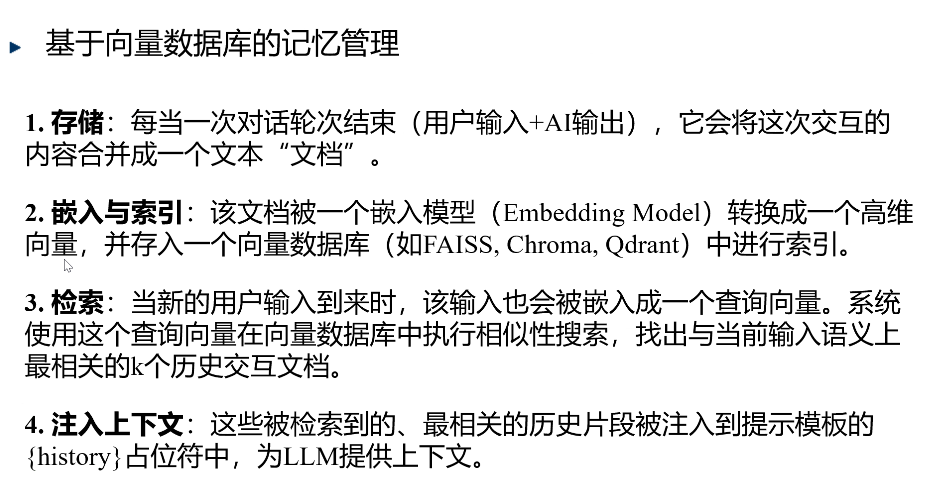 基于向量数据库的记忆管理
1. 存储：每当一次对话轮次结束（用户输入+AI输出），它会将这次交互的
内容合并成一个文本“文档”。
2. 嵌入与索引：该文档被一个嵌入模型（Embedding Model）转换成一个高维
向量，并存入一个向量数据库（如FAISS, Chroma, Qdrant）中进行索引。
3. 检索：当新的用户输入到来时，该输入也会被嵌入成一个查询向量。系统
使用这个查询向量在向量数据库中执行相似性搜索，找出与当前输入语义上
最相关的k个历史交互文档。
4. 注入上下文：这些被检索到的、最相关的历史片段被注入到提示模板的
{history}占位符中，为LLM提供上下文。